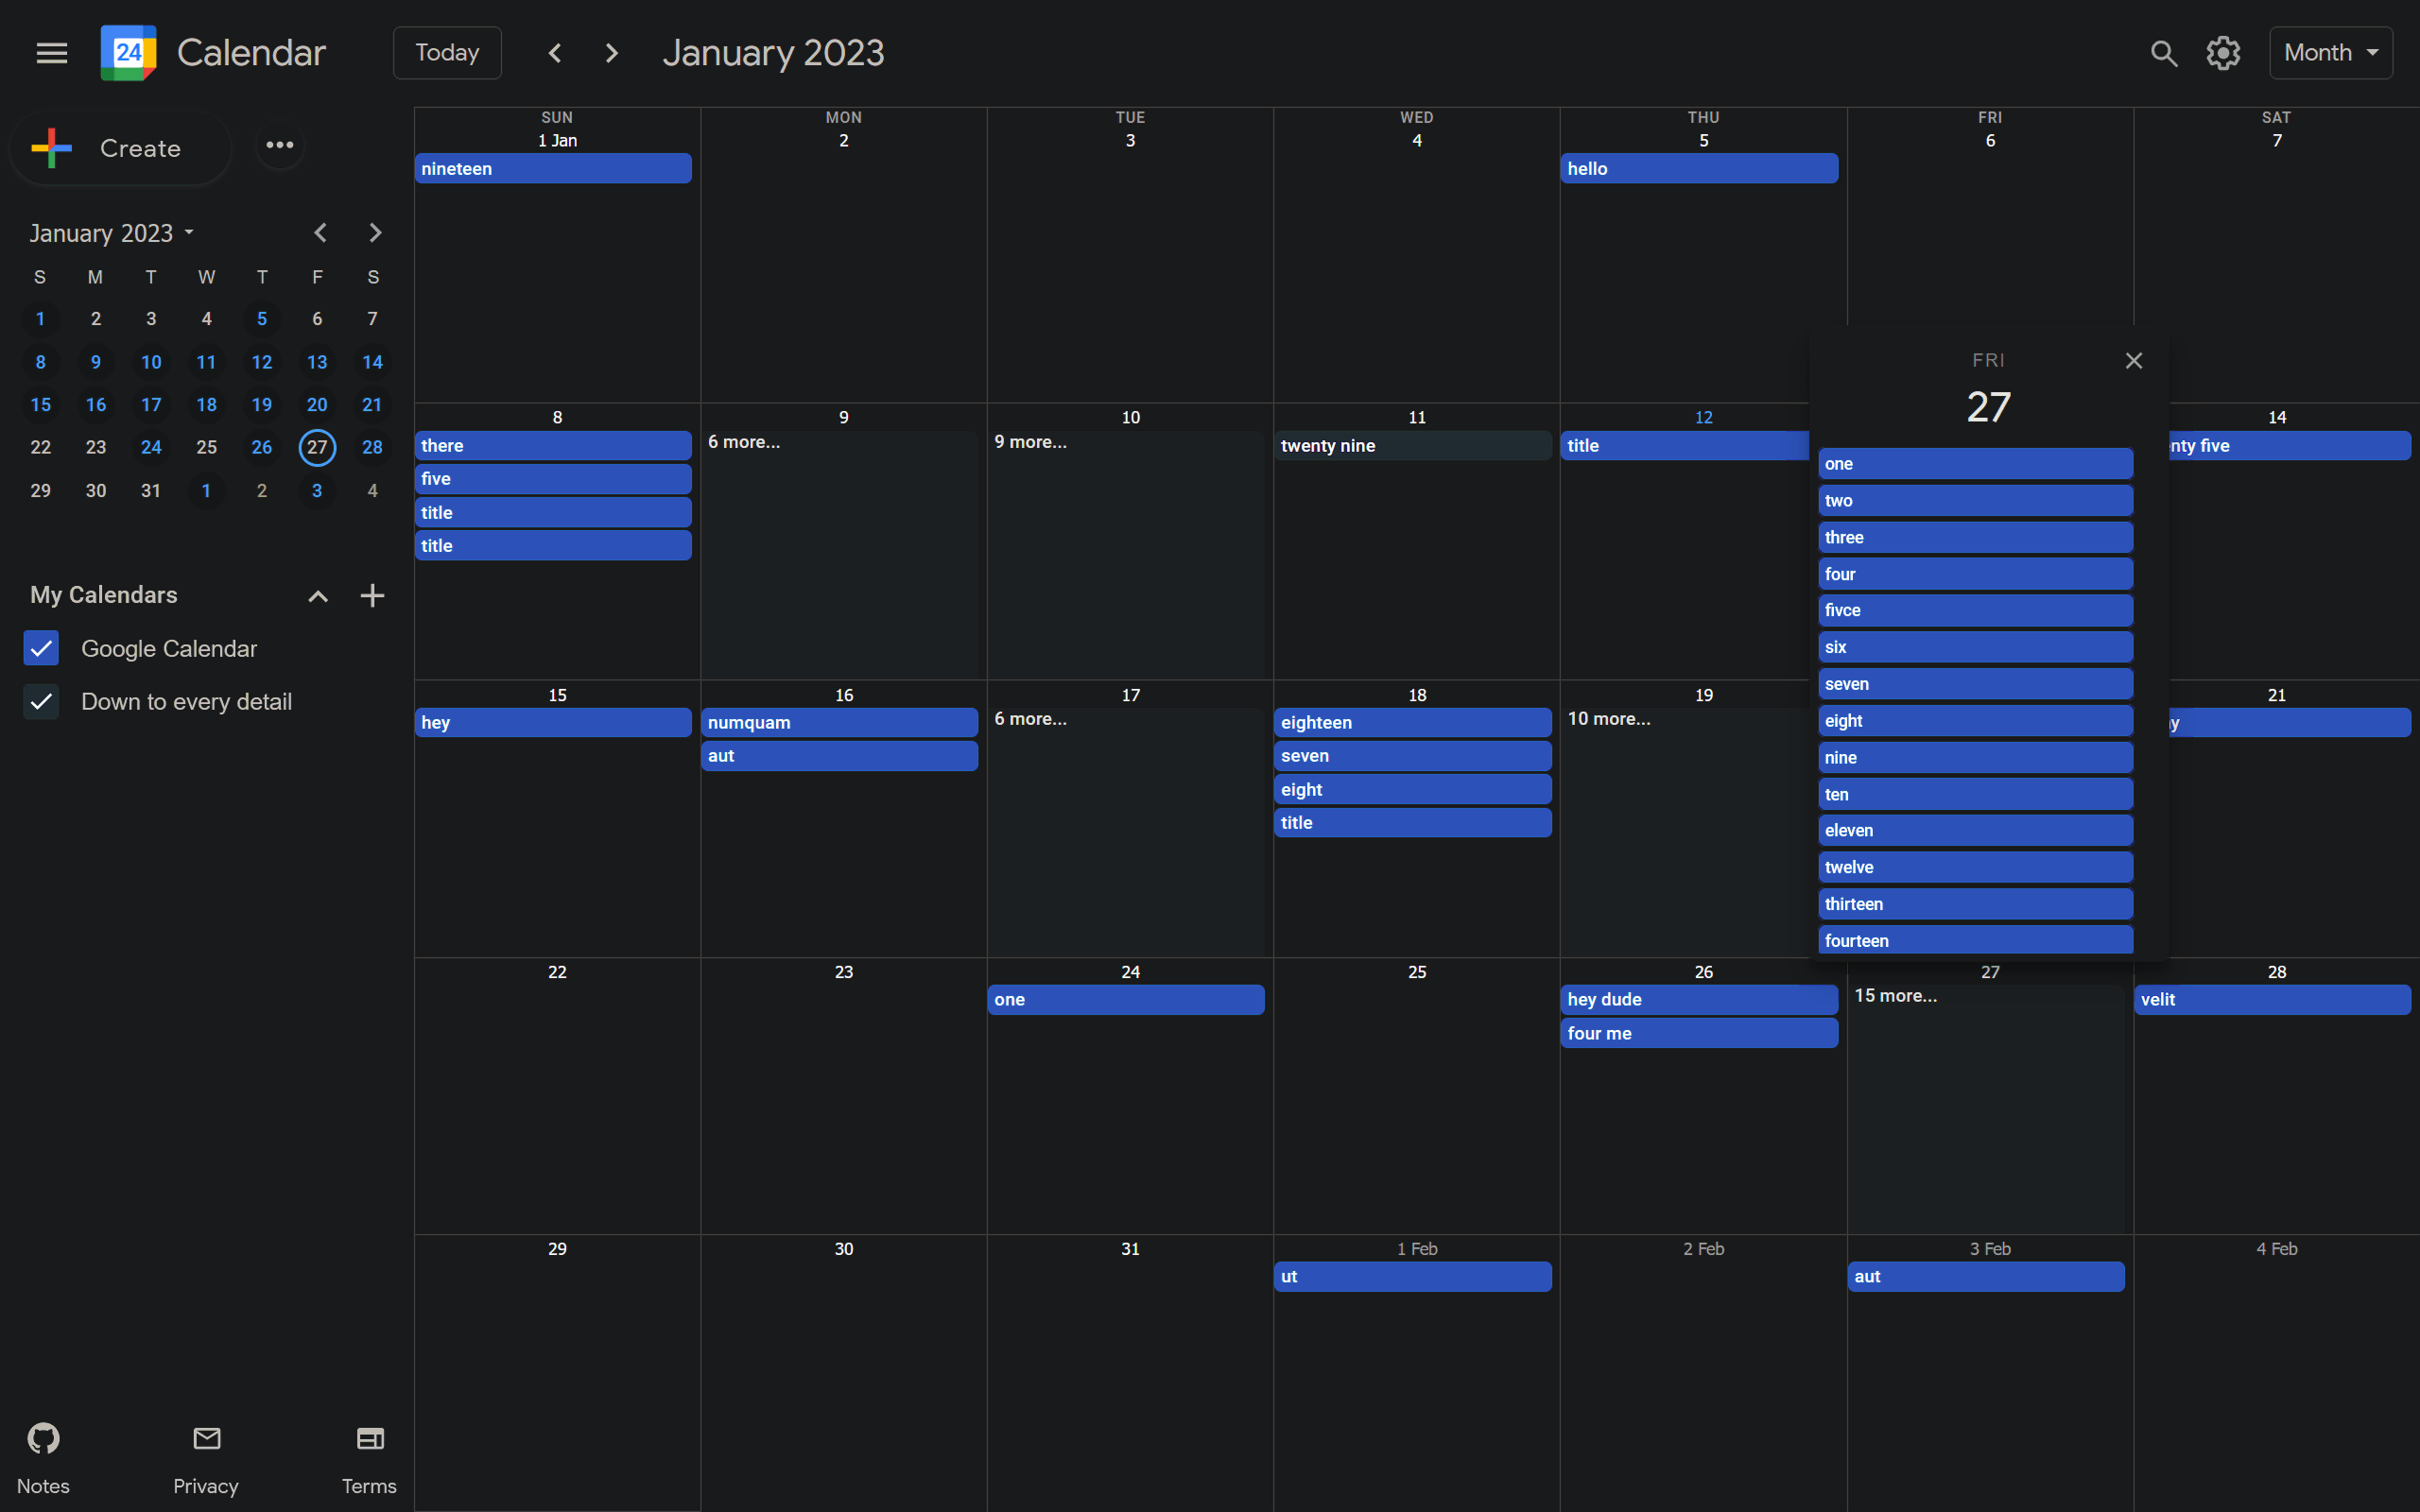 24 Calendar Today January 2023 Month
Create
January 2023
S M T W T F S
1 2 3 4 5 6 7
8 9 10 11 12 13 14
15 16 17 18 19 20 21
22 23 24 25 26 27 28
29 30 31 1 2 3 4
My Calendars
Google Calendar
Down to every detail
Notes Privacy Terms
SUN MON TUE WED THU FRI SAT
1 Jan 2 3 4 5 6 7
nineteen hello
8 9 10 11 12 14
there 6 more... 9 more... twenty nine title nty five
five
title
title
15 16 17 18 19 21
hey numquam 6 more... eighteen 10 more... y
aut seven
eight
title
FRI
27
one
two
three
four
fivce
six
seven
eight
nine
ten
eleven
twelve
thirteen
fourteen
22 23 24 25 26 27 28
one hey dude 15 more... velit
four me
29 30 31 1 Feb 2 Feb 3 Feb 4 Feb
ut aut